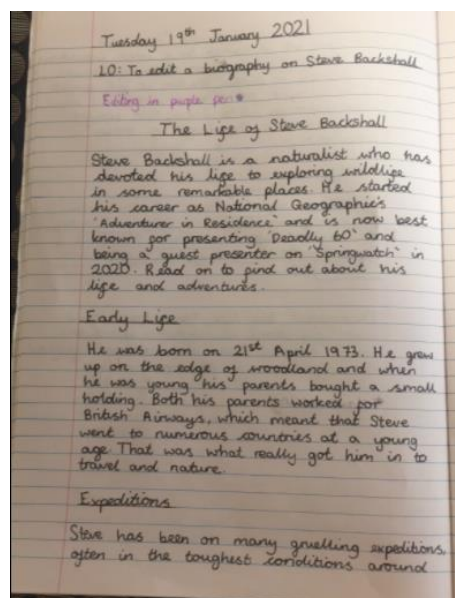 Tuesday 19th January 2021
LO: To edit a biography on Steve Backshall
Editing in purple pen
The Life of Steve Backshall
Steve Backshall is a naturalist who has
devoted his life to exploring wildlife
in some remarkable places. He started
his career as National Geographic's
'Adventurer in Residence' and is now best
known for presenting 'Deadly 60' and
being a guest presenter on 'Springwatch' in
2020. Read on to find out about his
life and adventures.
Early Life
He was born on 21st April 1973. He grew
up on the edge of woodland and when
he was young his parents bought a small
holding. Both his parents worked for
British Airways, which meant that Steve
went to numerous countries at a young
age. That was what really got him in to
travel and nature.
Expeditions
Steve has been on many gruelling expeditions,
often in the toughest conditions around